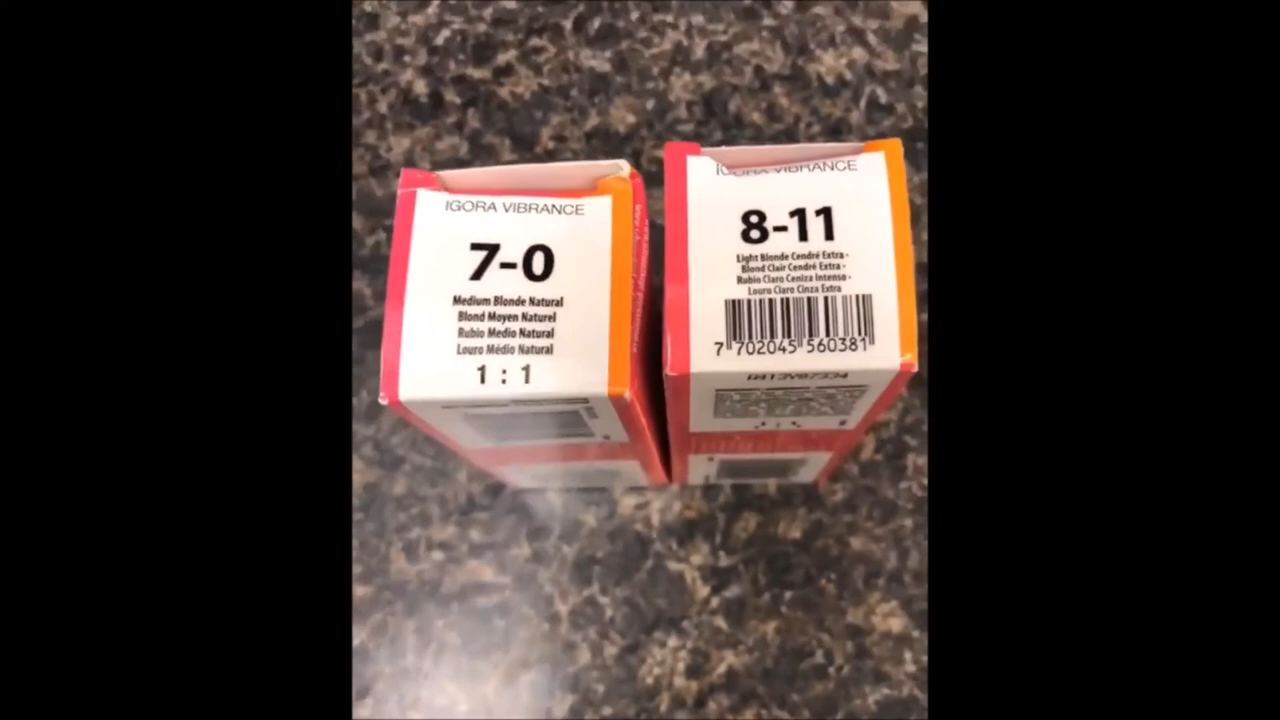 IGORA VIBRANCE
7-0
Medium Blonde Natural
Blond Moyen Naturel
Rubio Medio Natural
Louro Médio Natural
1 : 1
IGORA VIBRANCE
8-11
Light Blonde Cendré Extra •
Blond Clair Cendré Extra •
Rubio Claro Ceniza Intenso •
Louro Claro Cinza Extra
7 702045 560381